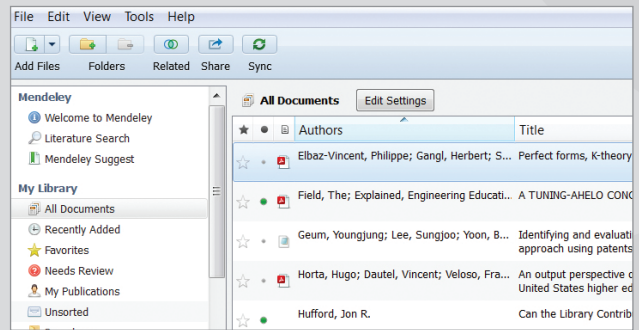 File Edit View Tools Help
Add Files Folders Related Share Sync
Mendeley
Welcome to Mendeley
Literature Search
Mendeley Suggest
My Library
All Documents
Recently Added
Favorites
Needs Review
My Publications
Unsorted
All Documents Edit Settings
Authors Title
Elbaz-Vincent, Philippe; Gangl, Herbert; S... Perfect forms, K-theory
Field, The; Explained, Engineering Educati... A TUNING-AHELO CONC
Geum, Youngjung; Lee, Sungjoo; Yoon, B... Identifying and evaluati
approach using patents
Horta, Hugo; Dautel, Vincent; Veloso, Fra... An output perspective o
United States higher ed
Hufford, Jon R. Can the Library Contrib